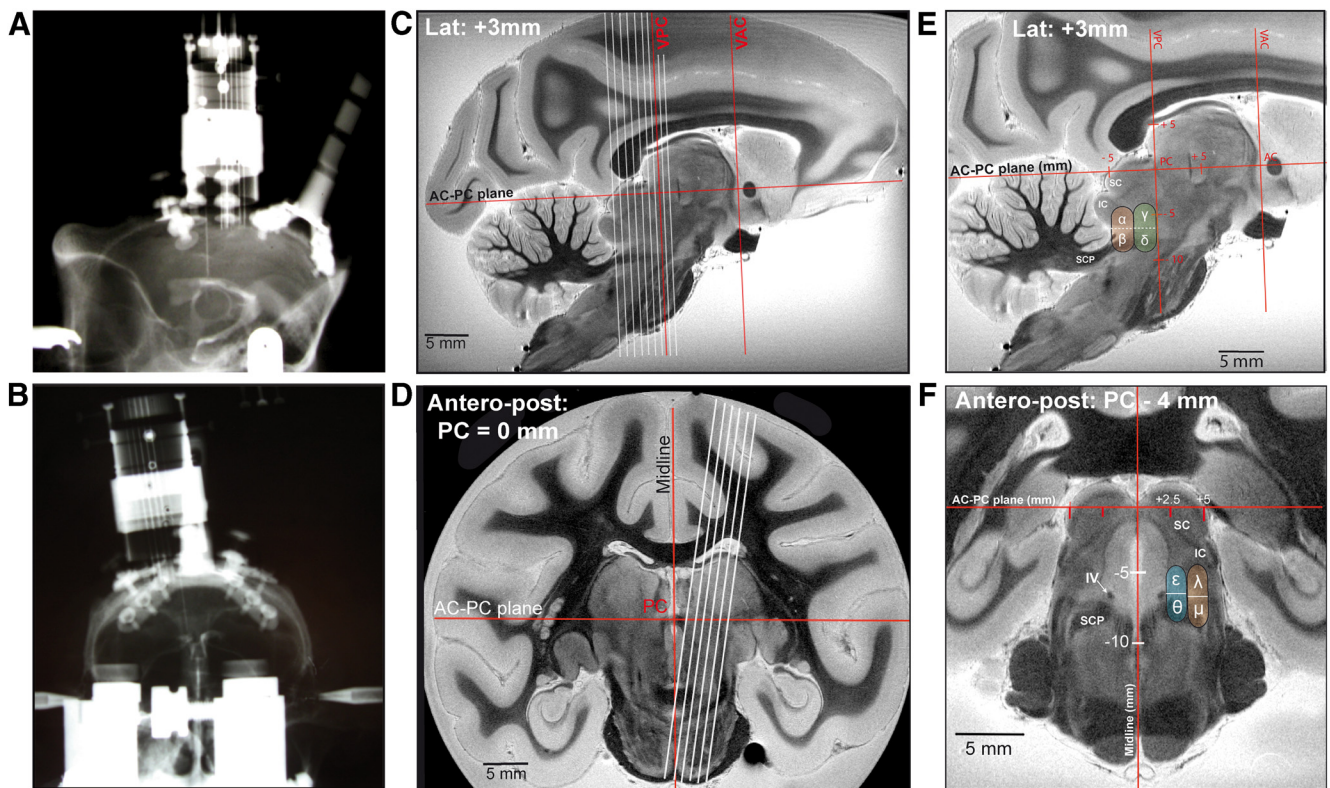 A
B
C
Lat: +3mm
VPC
VAC
AC-PC plane
5 mm
D
Antero-post:
PC = 0 mm
Midline
AC-PC plane
PC
5 mm
E
Lat: +3mm
VPC
VAC
+5
AC-PC plane (mm)
-5
PC
+5
AC
SC
IC
-5
α
γ
β
δ
SCP
-10
5 mm
F
Antero-post: PC - 4 mm
AC-PC plane (mm)
+2.5
+5
SC
IC
-5
IV
ε
λ
θ
μ
SCP
-10
Midline (mm)
5 mm